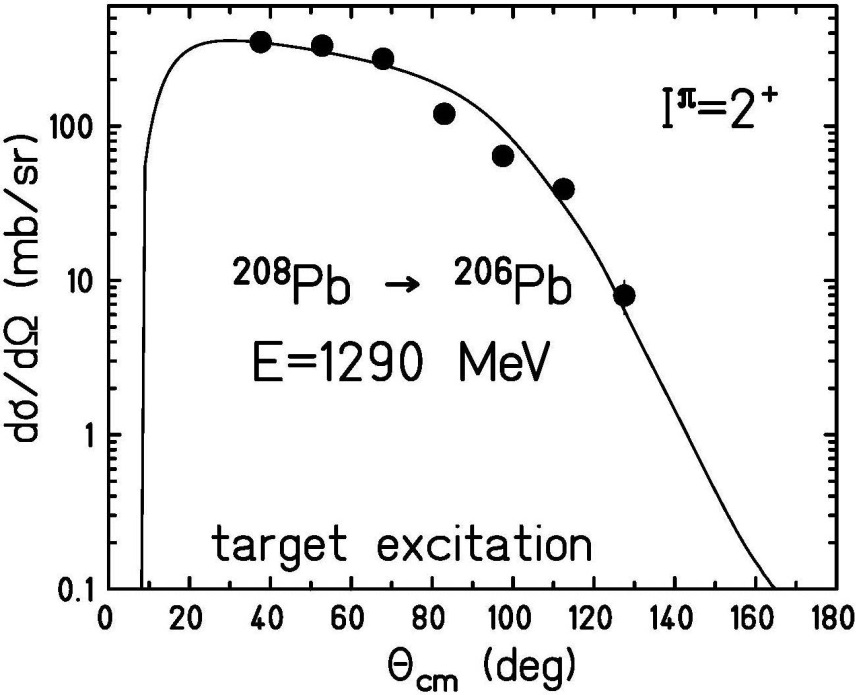 dσ/dΩ (mb/sr)
100
10
1
0.1
I^π=2^+
²⁰⁸Pb → ²⁰⁶Pb
E=1290 MeV
target excitation
0 20 40 60 80 100 120 140 160 180
Θcm (deg)